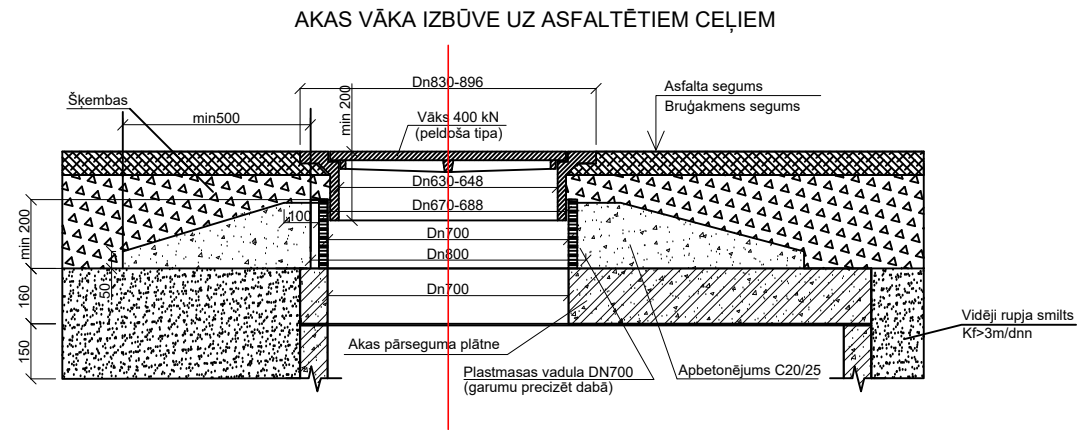 AKAS VĀKA IZBŪVE UZ ASFALTĒTIEM CEĻIEM
Dn830-896
Asfalta segums
Bruģakmens segums
Šķembas
min500
min 200
Vāks 400 kN
(peldoša tipa)
Dn630-648
Dn670-688
min 200
100
Dn700
Dn800
50
Dn700
160
150
Akas pārseguma plātne
Plastmasas vadula DN700
(garumu precizēt dabā)
Apbetonējums C20/25
Vidēji rupja smilts
Kf>3m/dnn